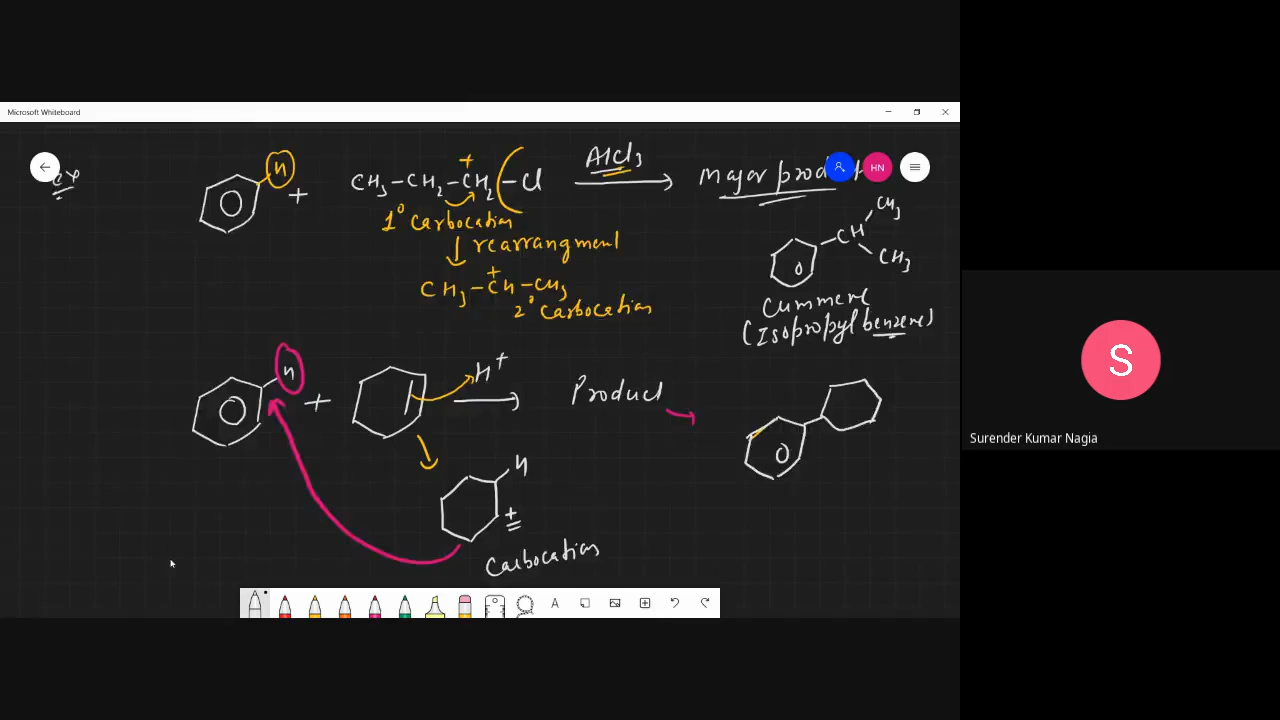 Microsoft Whiteboard
ex
H + CH3-CH2-CH2-Cl AlCl3 major product
+
HN
1° Carbocation
rearrangment
CH3-CH-CH3
+
2° Carbocation
CH CH3
CH3
Cummene
(Isopropyl benzene)
H + H+ Product
H
+
Carbocation
A
S
Surender Kumar Nagia